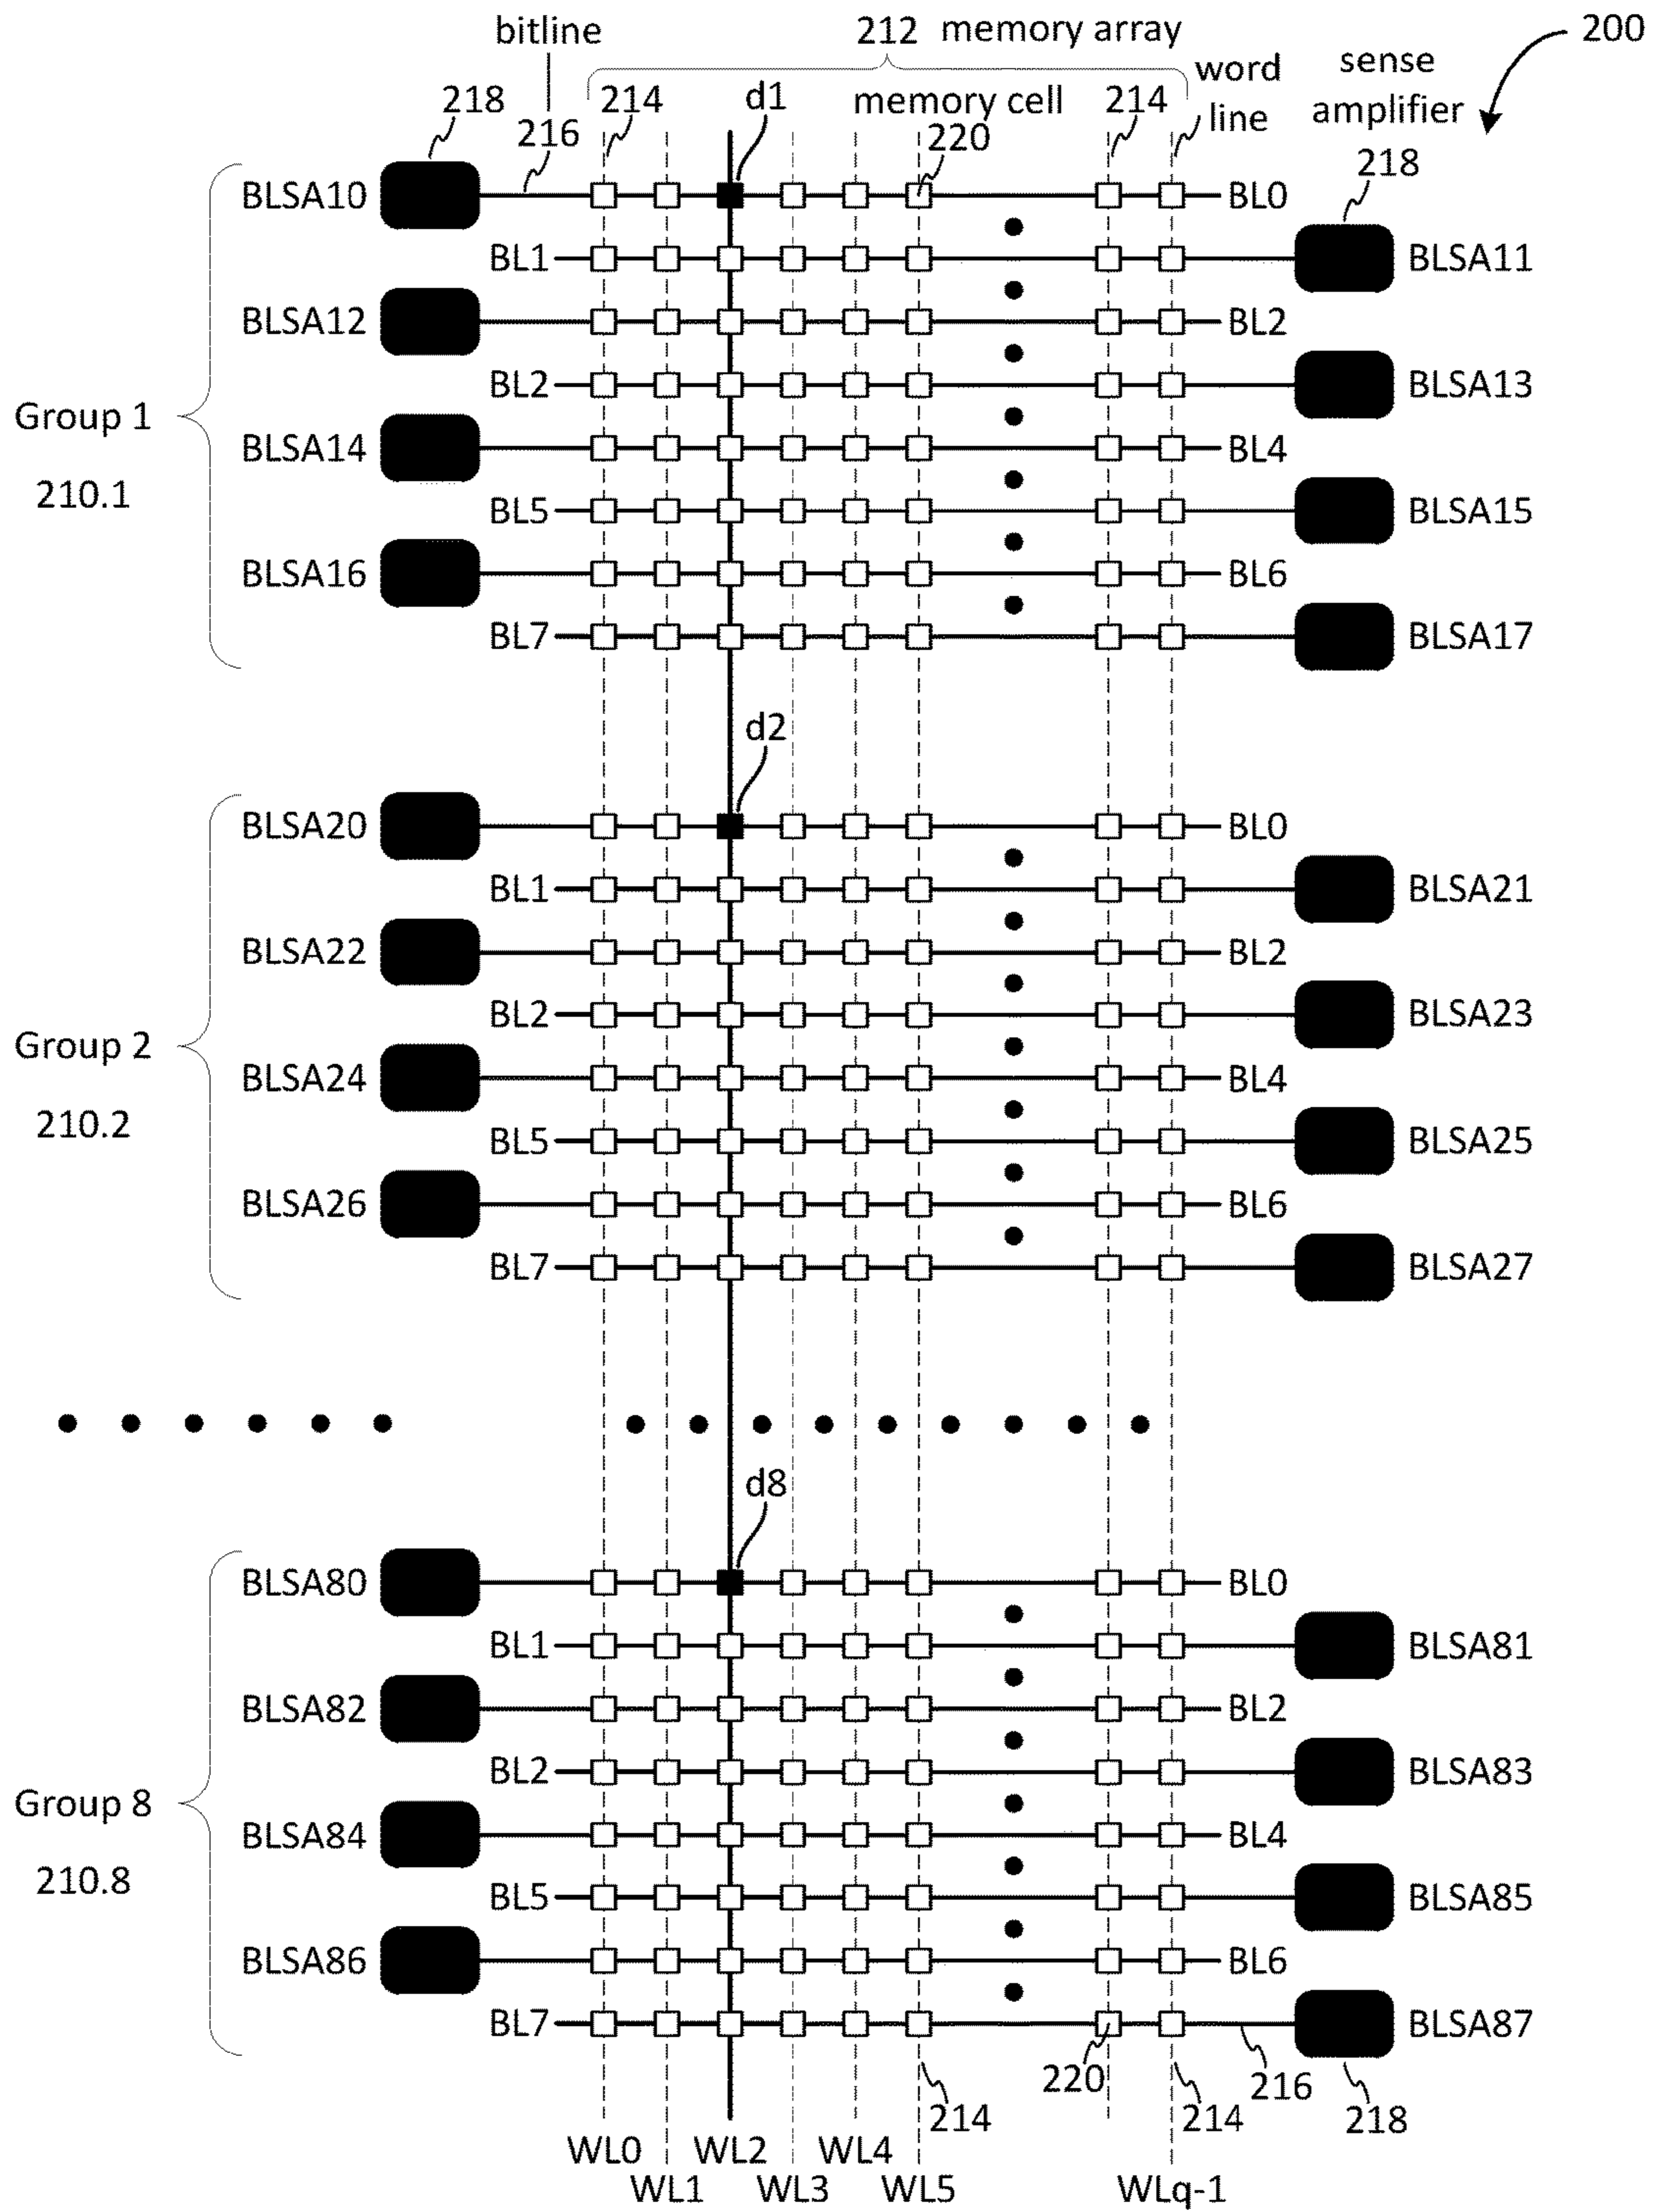 bitline
212 memory array
200
218
216
214
d1
memory cell
220
214
word
line
sense
amplifier
218
BLSA10
BL0
BL1
BLSA11
BLSA12
BL2
BL2
BLSA13
Group 1
210.1
BLSA14
BL4
BL5
BLSA15
BLSA16
BL6
BL7
BLSA17
d2
BLSA20
BL0
BL1
BLSA21
BLSA22
BL2
BL2
BLSA23
Group 2
210.2
BLSA24
BL4
BL5
BLSA25
BLSA26
BL6
BL7
BLSA27
d8
BLSA80
BL0
BL1
BLSA81
BLSA82
BL2
BL2
BLSA83
Group 8
210.8
BLSA84
BL4
BL5
BLSA85
BLSA86
BL6
BL7
BLSA87
220
216
214
214
218
WL0
WL2
WL4
WL1
WL3
WL5
WLq-1